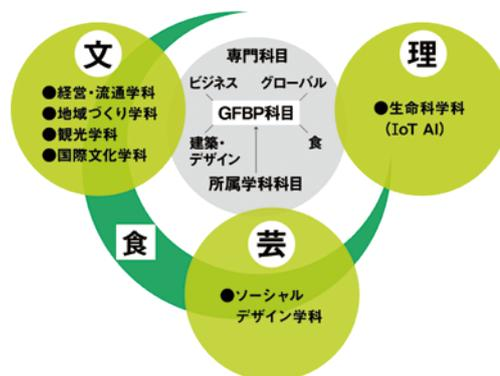 文
●経営・流通学科
●地域づくり学科
●観光学科
●国際文化学科
専門科目
ビジネス
グローバル
GFBP科目
建築・
デザイン
食
所属学科科目
理
●生命科学科
（IoT AI）
食
芸
●ソーシャル
デザイン学科